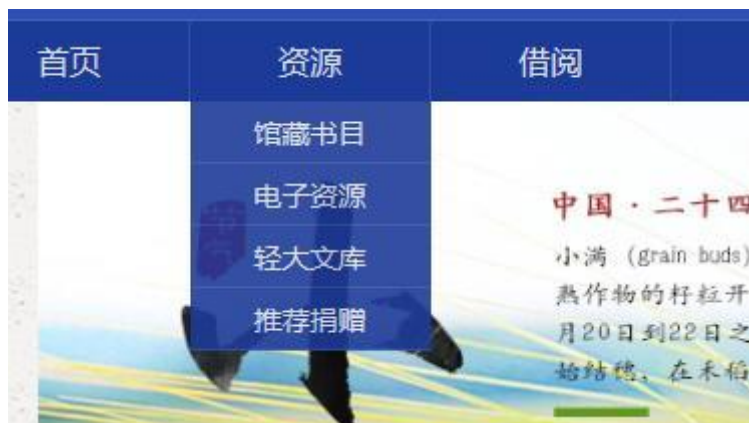 首页
资源
借阅
馆藏书目
电子资源
轻大文库
推荐捐赠
节气
中国·二十四
小满 (grain buds)
熟作物的籽粒开
月20日到22日之
始结穗，在禾稻